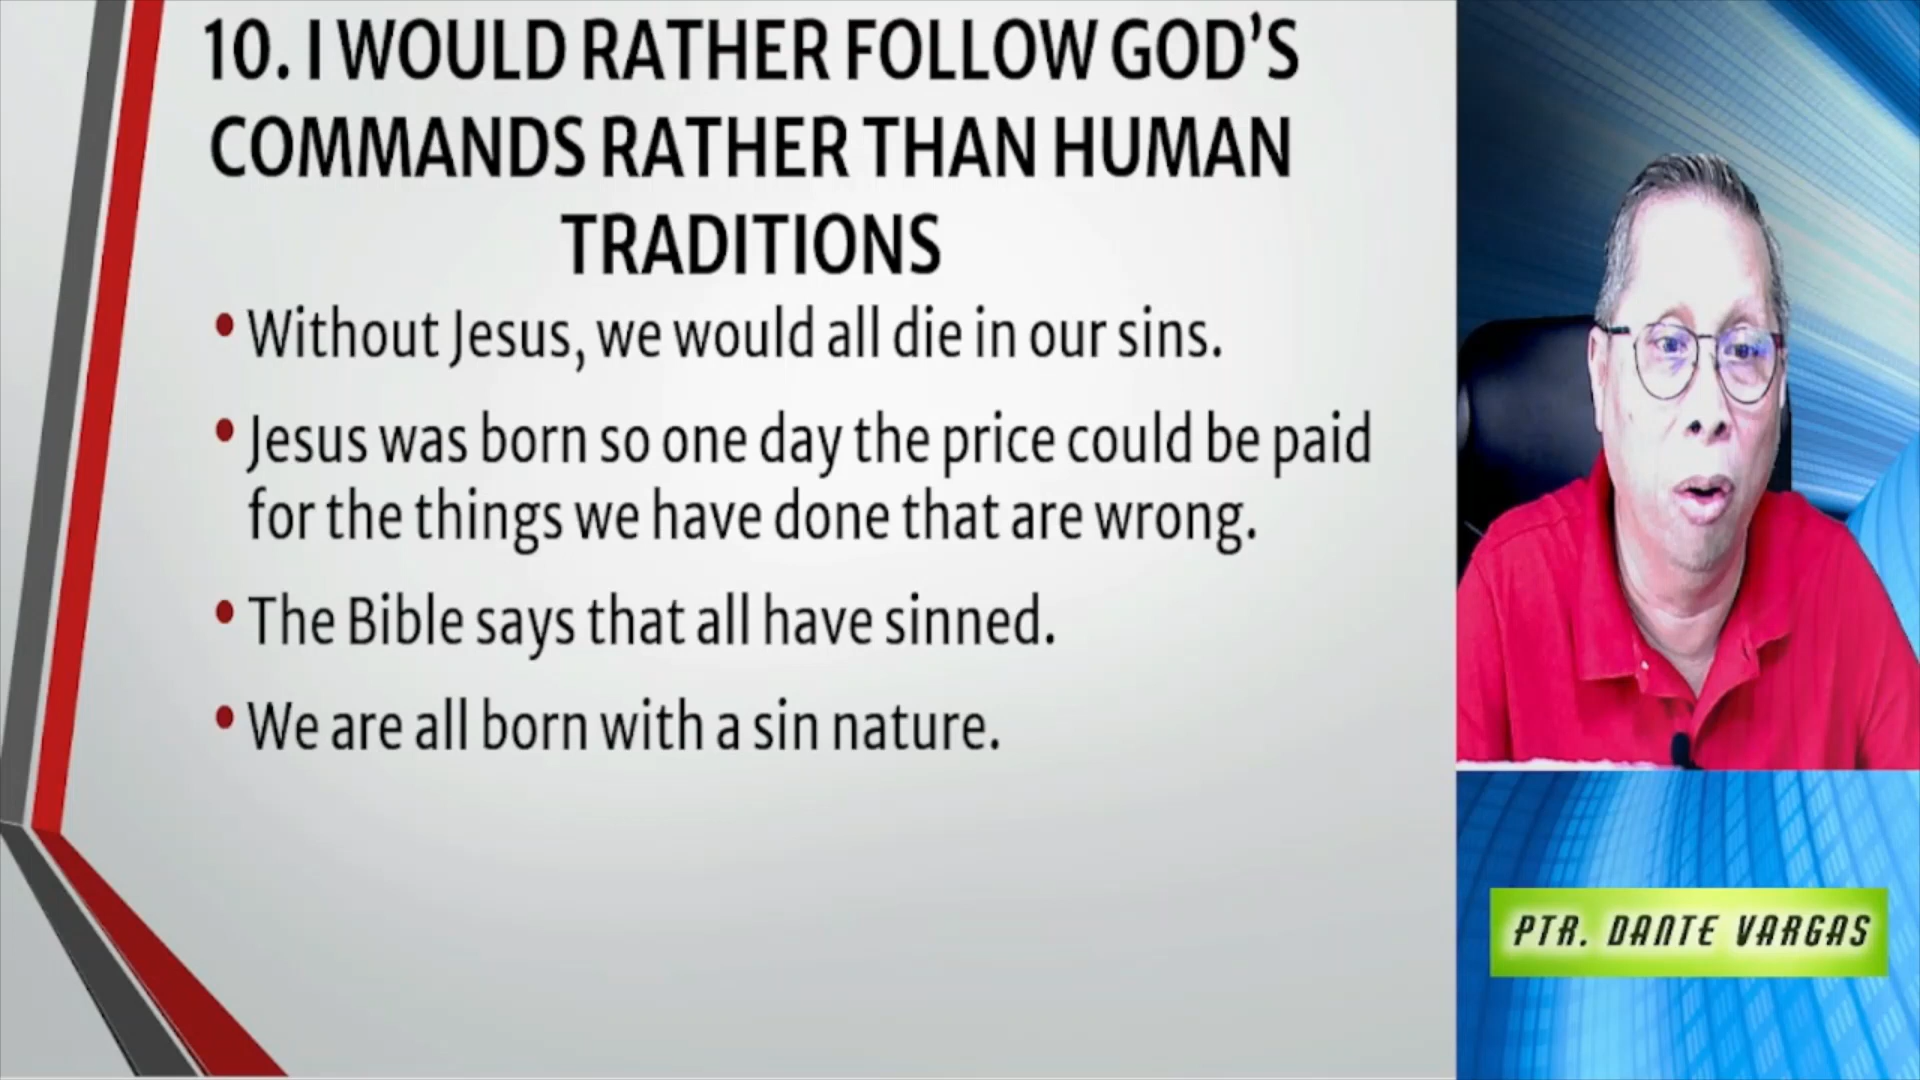 10. I WOULD RATHER FOLLOW GOD’S
COMMANDS RATHER THAN HUMAN
TRADITIONS
• Without Jesus, we would all die in our sins.
• Jesus was born so one day the price could be paid
for the things we have done that are wrong.
• The Bible says that all have sinned.
• We are all born with a sin nature.
PTR. DANTE VARGAS